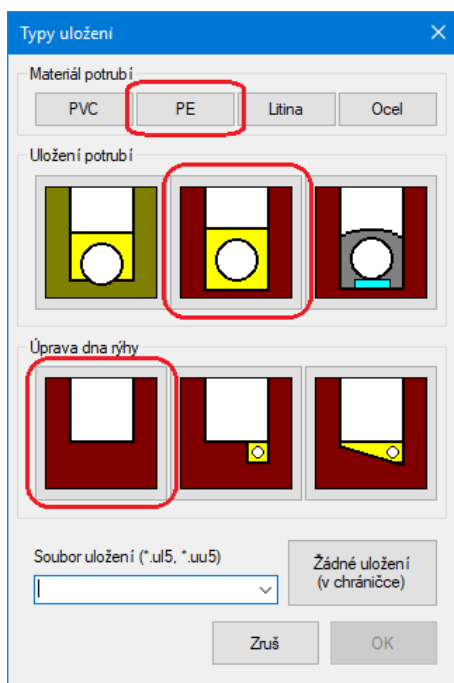 Typy uložení
Materiál potrubí
PVC PE Litina Ocel
Uložení potrubí
Úprava dna rýhy
Soubor uložení (*.ul5, *.uu5)
Žádné uložení
(v chráničce)
Zruš OK